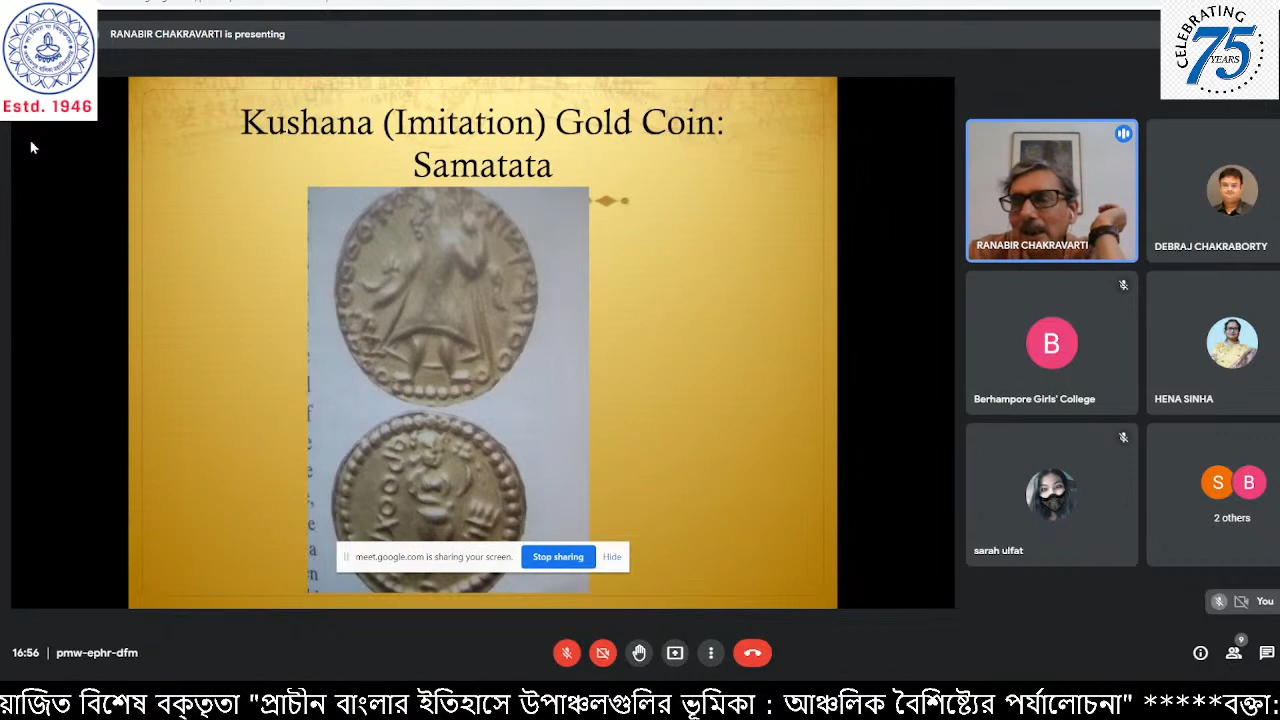 Estd. 1946
RANABIR CHAKRAVARTI is presenting
CELEBRATING
75
YEARS
Kushana (Imitation) Gold Coin:
Samatata
meet.google.com is sharing your screen.
Stop sharing
Hide
RANABIR CHAKRAVARTI
DEBRAJ CHAKRABORTY
B
Berhampore Girls' College
HENA SINHA
sarah ulfat
S
B
2 others
You
16:56 | pmw-ephr-dfm
9
য়াজিত বিশেষ বক্তৃতা "প্রাচীন বাংলার ইতিহাসে উপাঞ্চলগুলির ভূমিকা : আঞ্চলিক বৈশিষ্ট্যের পর্যালোচনা" *****বক্তা: